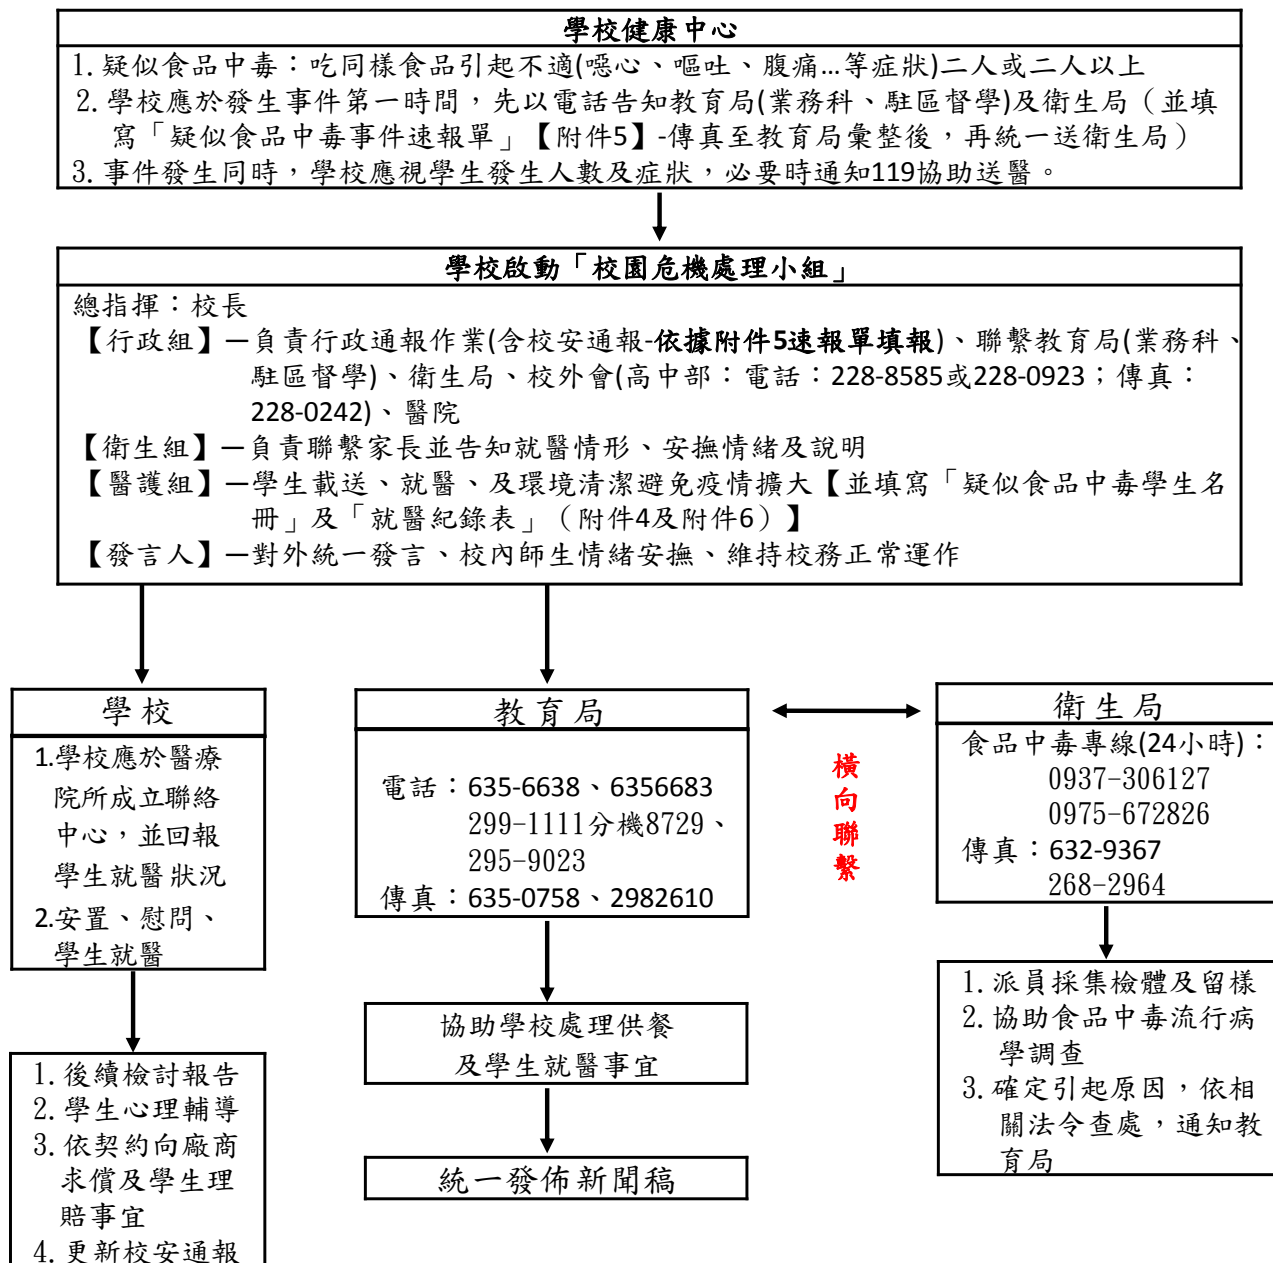 學校健康中心
1. 疑似食品中毒：吃同樣食品引起不適(噁心、嘔吐、腹痛…等症狀)二人或二人以上
2. 學校應於發生事件第一時間，先以電話告知教育局(業務科、駐區督學)及衛生局（並填
寫「疑似食品中毒事件速報單」【附件5】-傳真至教育局彙整後，再統一送衛生局）
3. 事件發生同時，學校應視學生發生人數及症狀，必要時通知119協助送醫。
學校啟動「校園危機處理小組」
總指揮：校長
【行政組】－負責行政通報作業(含校安通報-依據附件5速報單填報)、聯繫教育局(業務科、
駐區督學)、衛生局、校外會(高中部：電話：228-8585或228-0923；傳真：
228-0242)、醫院
【衛生組】－負責聯繫家長並告知就醫情形、安撫情緒及說明
【醫護組】－學生載送、就醫、及環境清潔避免疫情擴大【並填寫「疑似食品中毒學生名
冊」及「就醫紀錄表」（附件4及附件6）】
【發言人】－對外統一發言、校內師生情緒安撫、維持校務正常運作
學校
1.學校應於醫療
院所成立聯絡
中心，並回報
學生就醫狀況
2.安置、慰問、
學生就醫
1. 後續檢討報告
2. 學生心理輔導
3. 依契約向廠商
求償及學生理
賠事宜
4. 更新校安通報
教育局
電話：635-6638、6356683
299-1111分機8729、
295-9023
傳真：635-0758、2982610
協助學校處理供餐
及學生就醫事宜
統一發佈新聞稿
橫
向
聯
繫
衛生局
食品中毒專線(24小時)：
0937-306127
0975-672826
傳真：632-9367
268-2964
1. 派員採集檢體及留樣
2. 協助食品中毒流行病
學調查
3. 確定引起原因，依相
關法令查處，通知教
育局